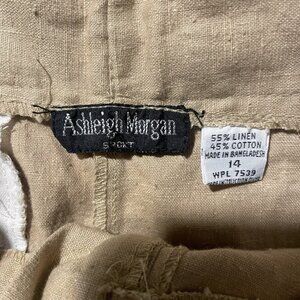 Ashleigh Morgan
SPORT
55% LINEN
45% COTTON
MADE IN BANGLADESH
14
WPL 7539